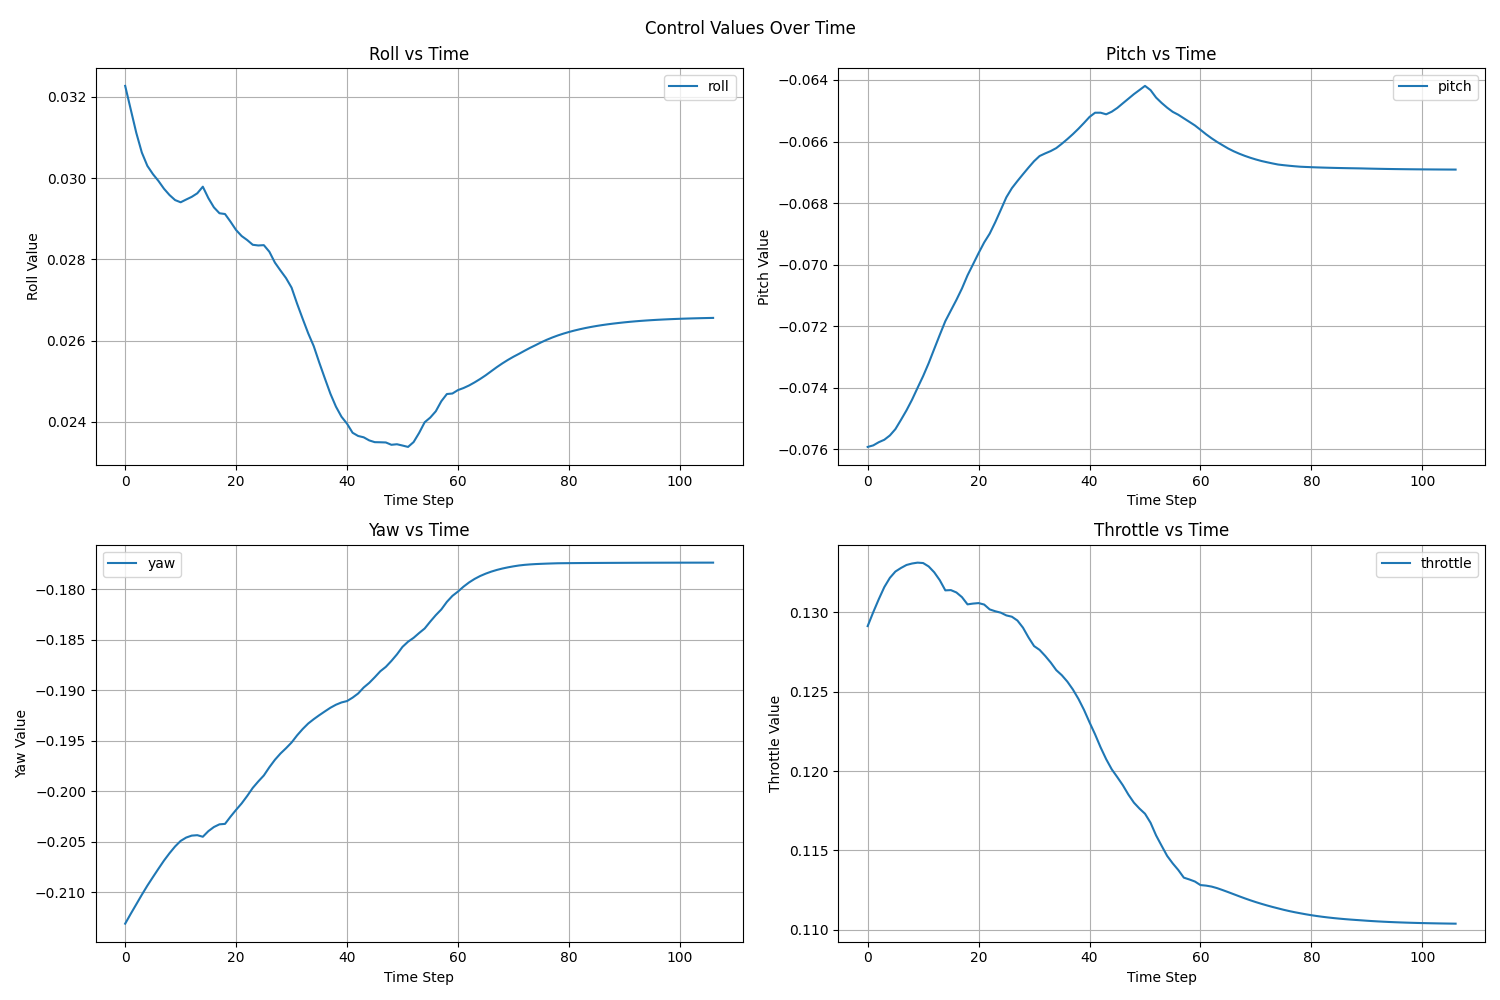 Control Values Over Time
Roll vs Time
roll
0.032
0.030
0.028
0.026
0.024
Roll Value
0 20 40 60 80 100
Time Step
Pitch vs Time
pitch
−0.064
−0.066
−0.068
−0.070
−0.072
−0.074
−0.076
Pitch Value
0 20 40 60 80 100
Time Step
Yaw vs Time
yaw
−0.180
−0.185
−0.190
−0.195
−0.200
−0.205
−0.210
Yaw Value
0 20 40 60 80 100
Time Step
Throttle vs Time
throttle
0.130
0.125
0.120
0.115
0.110
Throttle Value
0 20 40 60 80 100
Time Step